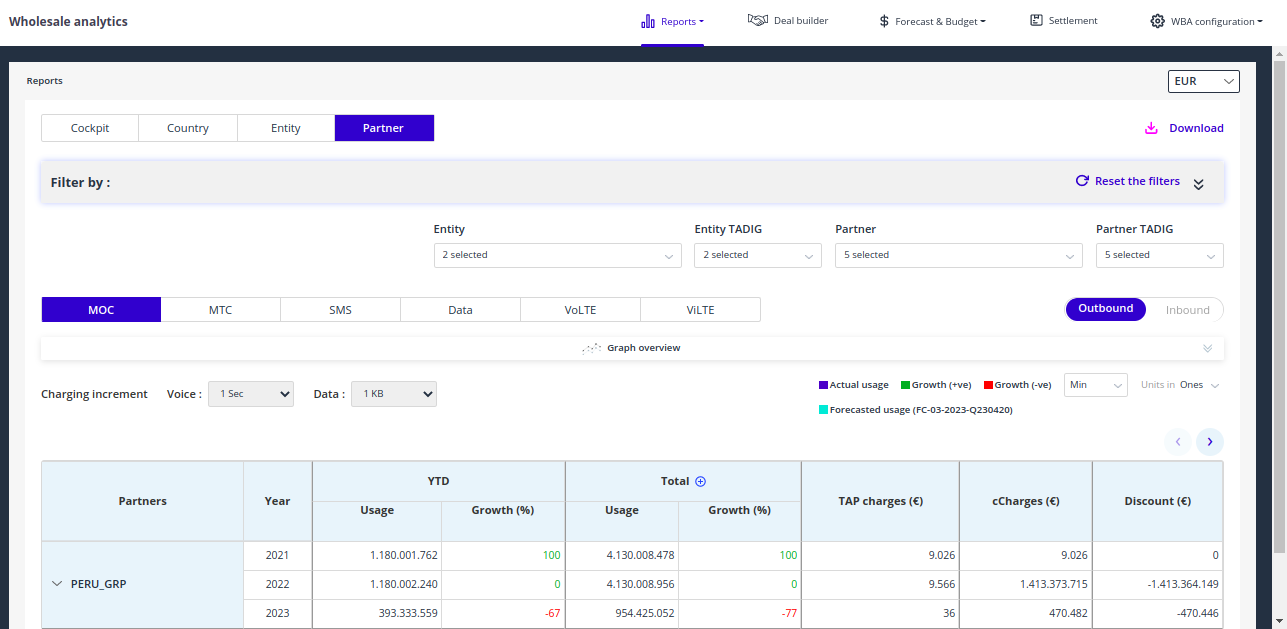 Wholesale analytics Reports Deal builder Forecast & Budget Settlement WBA configuration
Reports EUR
Cockpit Country Entity Partner Download
Filter by : Reset the filters
Entity Entity TADIG Partner Partner TADIG
2 selected 2 selected 5 selected 5 selected
MOC MTC SMS Data VoLTE ViLTE Outbound Inbound
Graph overview
Charging increment Voice : 1 Sec Data : 1 KB Actual usage Growth (+ve) Growth (-ve) Min Units in Ones
Forecasted usage (FC-03-2023-Q230420)
Partners Year YTD Total TAP charges (€) cCharges (€) Discount (€)
Usage Growth (%) Usage Growth (%)
2021 1.180.001.762 100 4.130.008.478 100 9.026 9.026 0
PERU_GRP 2022 1.180.002.240 0 4.130.008.956 0 9.566 1.413.373.715 -1.413.364.149
2023 393.333.559 -67 954.425.052 -77 36 470.482 -470.446